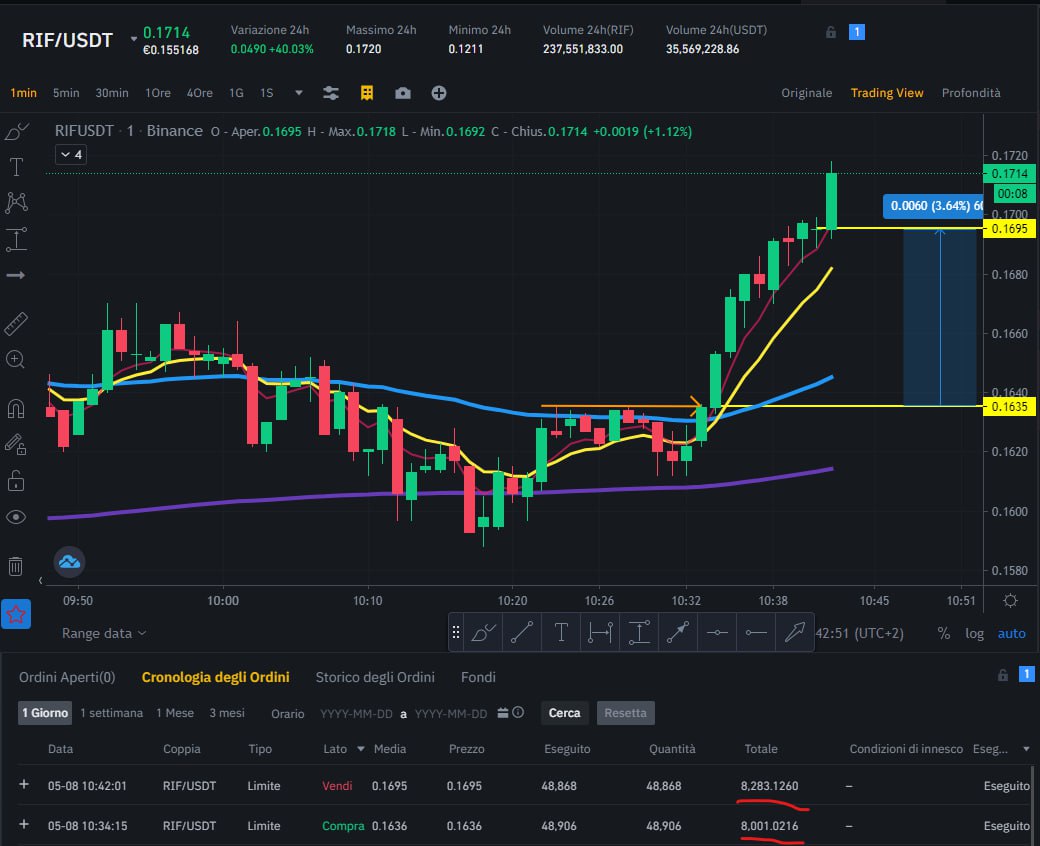 RIF/USDT 0.1714 €0.155168 Variazione 24h 0.0490 +40.03% Massimo 24h 0.1720 Minimo 24h 0.1211 Volume 24h(RIF) 237,551,833.00 Volume 24h(USDT) 35,569,228.86 1
1min 5min 30min 1Ore 4Ore 1G 1S Originale Trading View Profondità
RIFUSDT · 1 · Binance O - Aper.0.1695 H - Max.0.1718 L - Min.0.1692 C - Chius.0.1714 +0.0019 (+1.12%)
4
0.1720
0.1714
00:08
0.0060 (3.64%) 60
0.1700
0.1695
0.1680
0.1660
0.1640
0.1635
0.1620
0.1600
0.1580
09:50 10:00 10:10 10:20 10:26 10:32 10:38 10:45 10:51
Range data T 42:51 (UTC+2) % log auto
Ordini Aperti(0) Cronologia degli Ordini Storico degli Ordini Fondi 1
1 Giorno 1 settimana 1 Mese 3 mesi Orario YYYY-MM-DD a YYYY-MM-DD Cerca Resetta
Data Coppia Tipo Lato Media Prezzo Eseguito Quantità Totale Condizioni di innesco Eseg...
+ 05-08 10:42:01 RIF/USDT Limite Vendi 0.1695 0.1695 48,868 48,868 8,283.1260 – Eseguito
+ 05-08 10:34:15 RIF/USDT Limite Compra 0.1636 0.1636 48,906 48,906 8,001.0216 – Eseguito